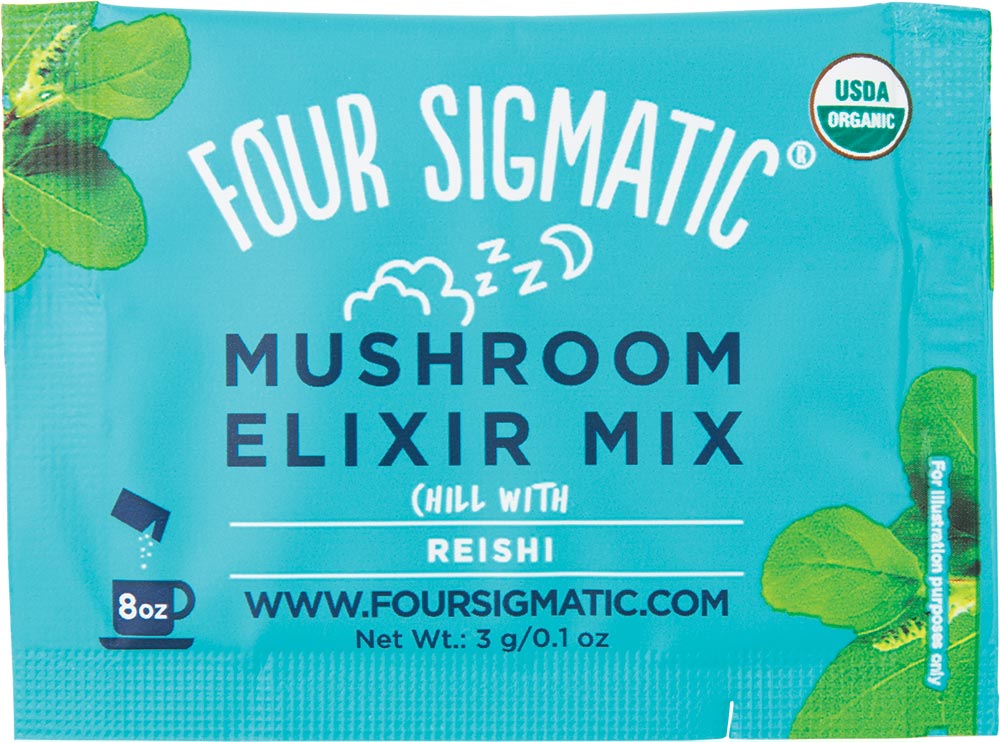 USDA
ORGANIC
FOUR SIGMATIC®
z z z z
MUSHROOM
ELIXIR MIX
CHILL WITH
REISHI
8oz
WWW.FOURSIGMATIC.COM
Net Wt.: 3 g/0.1 oz
For illustration purposes only